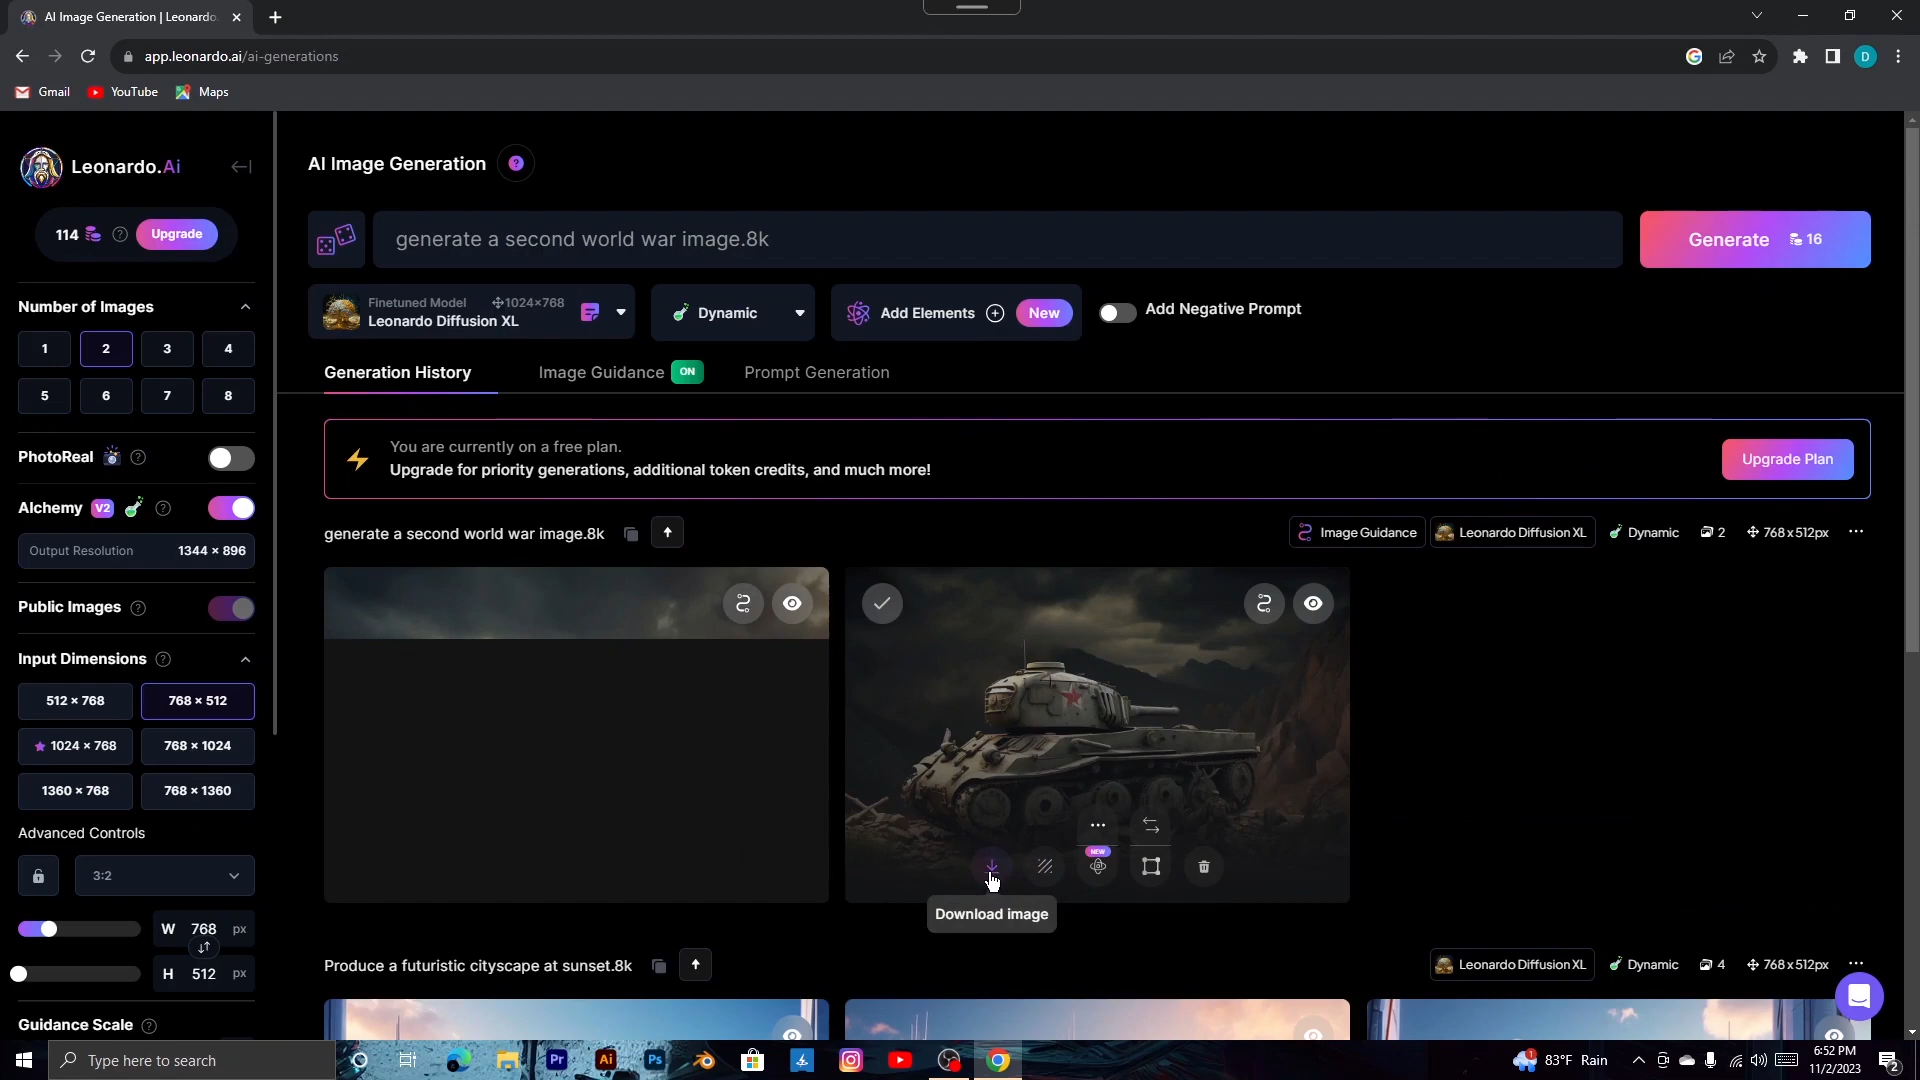 AI Image Generation | Leonardo.
app.leonardo.ai/ai-generations
D
Gmail
YouTube
Maps
Leonardo.Ai
114
Upgrade
Number of Images
1
2
3
4
5
6
7
8
PhotoReal
Alchemy V2
Output Resolution 1344 × 896
Public Images
Input Dimensions
512 × 768
768 × 512
1024 × 768
768 × 1024
1360 × 768
768 × 1360
Advanced Controls
3:2
W 768 px
H 512 px
Guidance Scale
AI Image Generation
generate a second world war image.8k
Generate 16
Finetuned Model 1024×768
Leonardo Diffusion XL
Dynamic
Add Elements
New
Add Negative Prompt
Generation History
Image Guidance ON
Prompt Generation
You are currently on a free plan.
Upgrade for priority generations, additional token credits, and much more!
Upgrade Plan
generate a second world war image.8k
Image Guidance
Leonardo Diffusion XL
Dynamic
2
768 x 512px
NEW
Download image
Produce a futuristic cityscape at sunset.8k
Leonardo Diffusion XL
Dynamic
4
768 x 512px
Type here to search
Pr
Ai
Ps
1
83°F Rain
6:52 PM
11/2/2023
2